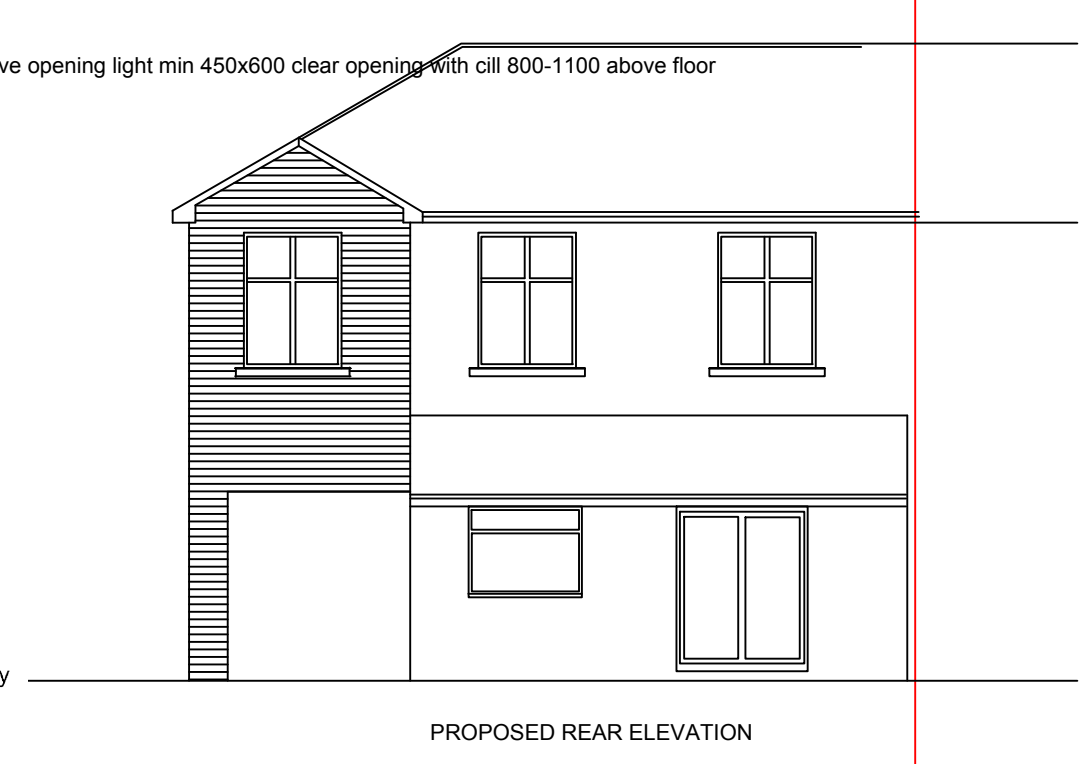 ve opening light min 450x600 clear opening with cill 800-1100 above floor
y
PROPOSED REAR ELEVATION